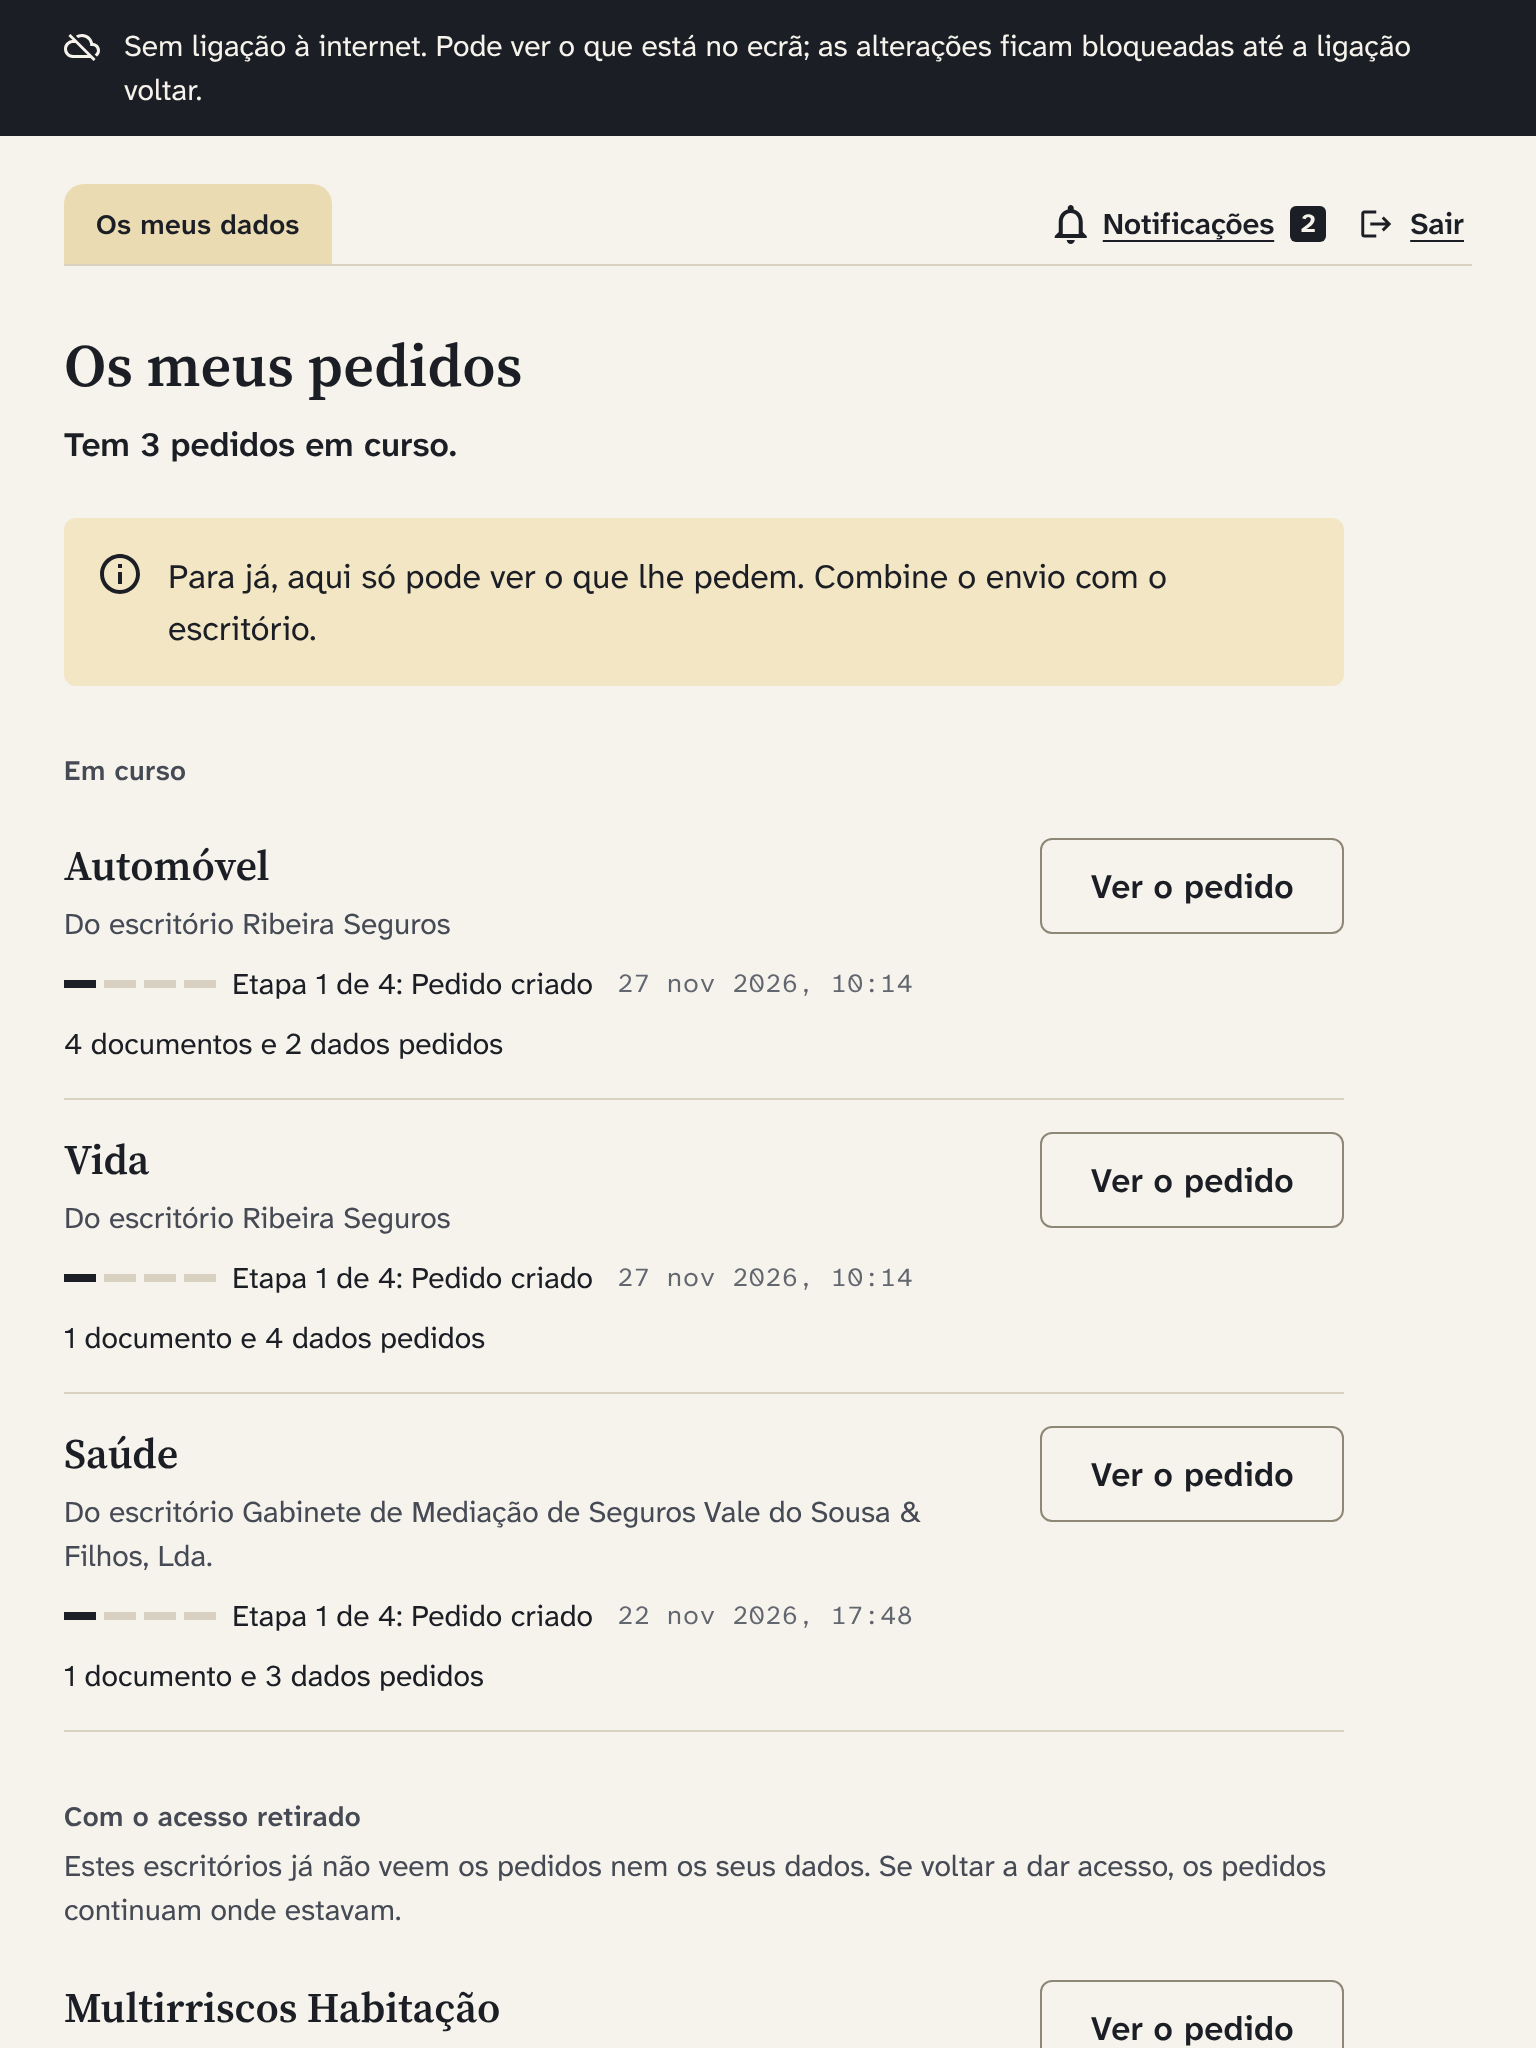 Sem ligação à internet. Pode ver o que está no ecrã; as alterações ficam bloqueadas até a ligação
voltar.
Os meus dados
Notificações 2 Sair
Os meus pedidos
Tem 3 pedidos em curso.
Para já, aqui só pode ver o que lhe pedem. Combine o envio com o
escritório.
Em curso
Automóvel
Ver o pedido
Do escritório Ribeira Seguros
Etapa 1 de 4: Pedido criado 27 nov 2026, 10:14
4 documentos e 2 dados pedidos
Vida
Ver o pedido
Do escritório Ribeira Seguros
Etapa 1 de 4: Pedido criado 27 nov 2026, 10:14
1 documento e 4 dados pedidos
Saúde
Ver o pedido
Do escritório Gabinete de Mediação de Seguros Vale do Sousa &
Filhos, Lda.
Etapa 1 de 4: Pedido criado 22 nov 2026, 17:48
1 documento e 3 dados pedidos
Com o acesso retirado
Estes escritórios já não veem os pedidos nem os seus dados. Se voltar a dar acesso, os pedidos
continuam onde estavam.
Multirriscos Habitação
Ver o pedido